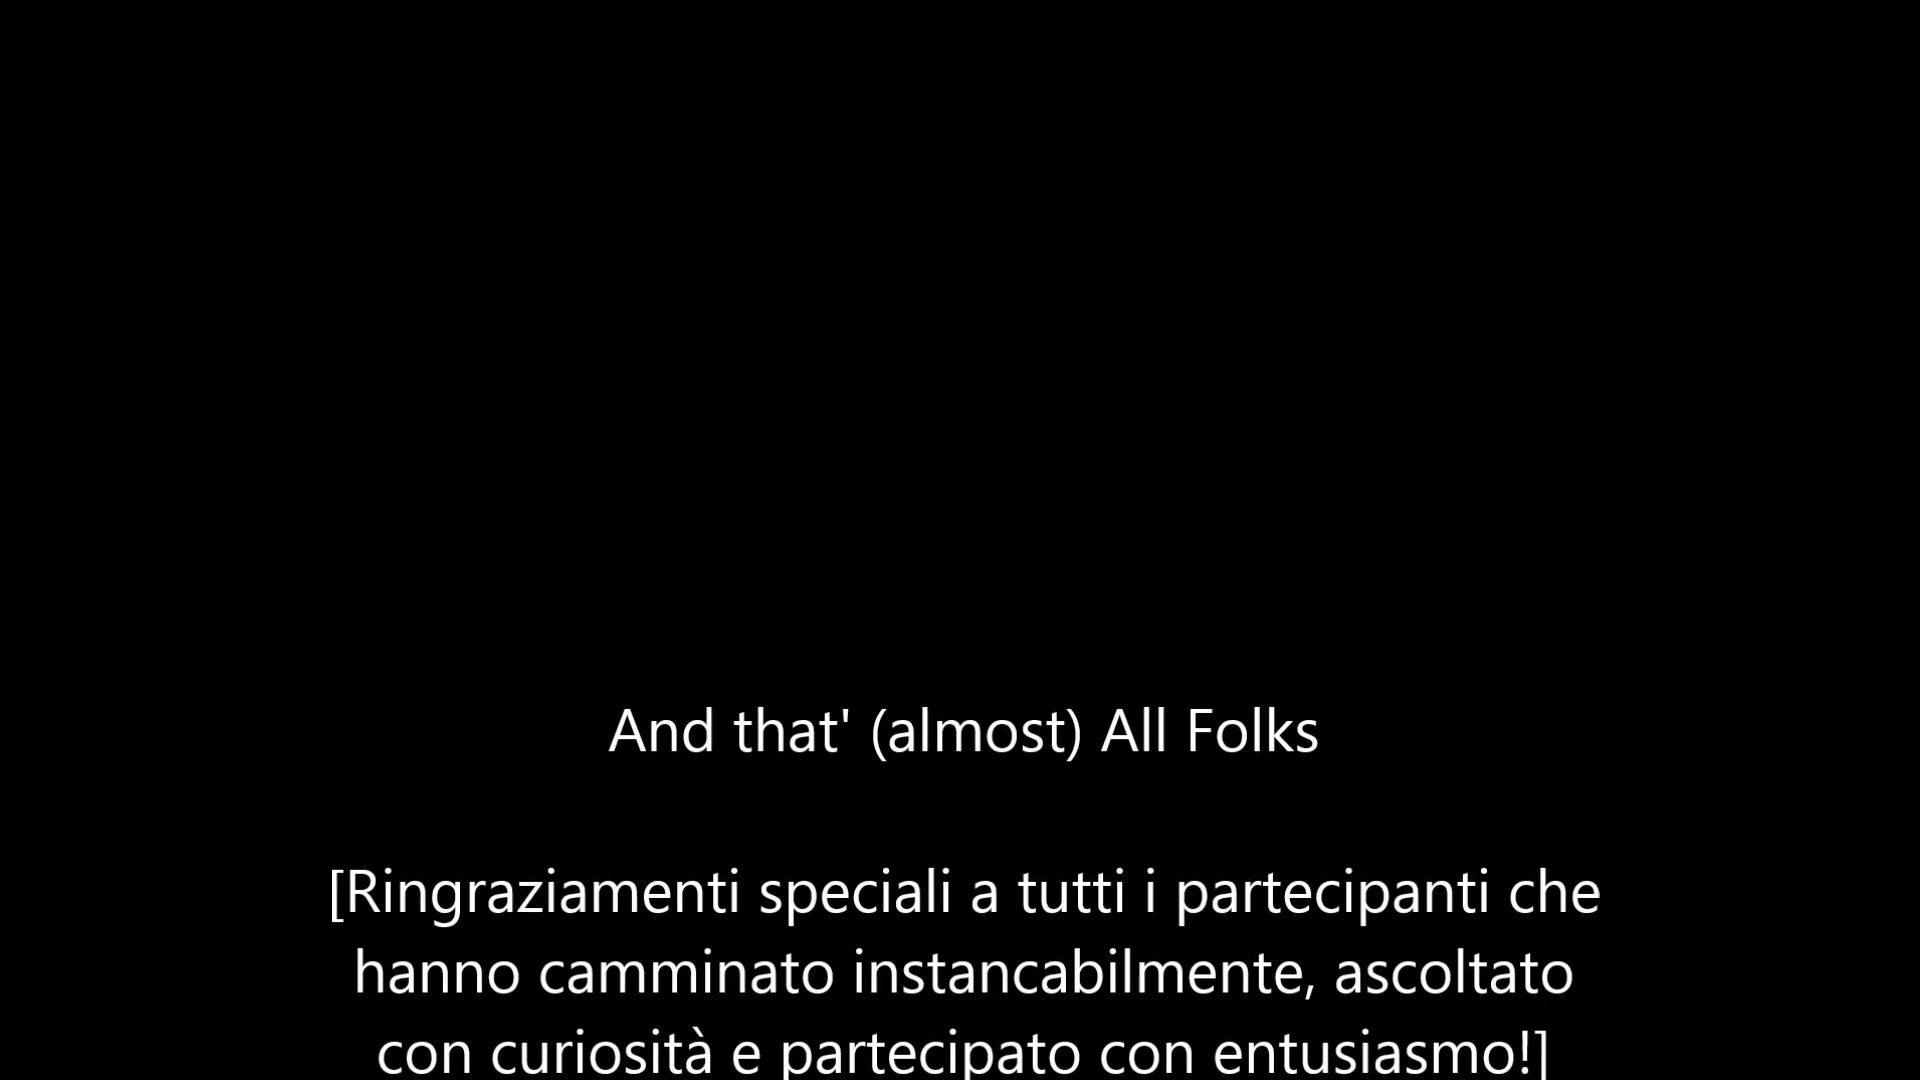 And that' (almost) All Folks
[Ringraziamenti speciali a tutti i partecipanti che
hanno camminato instancabilmente, ascoltato
con curiosità e partecipato con entusiasmo!]